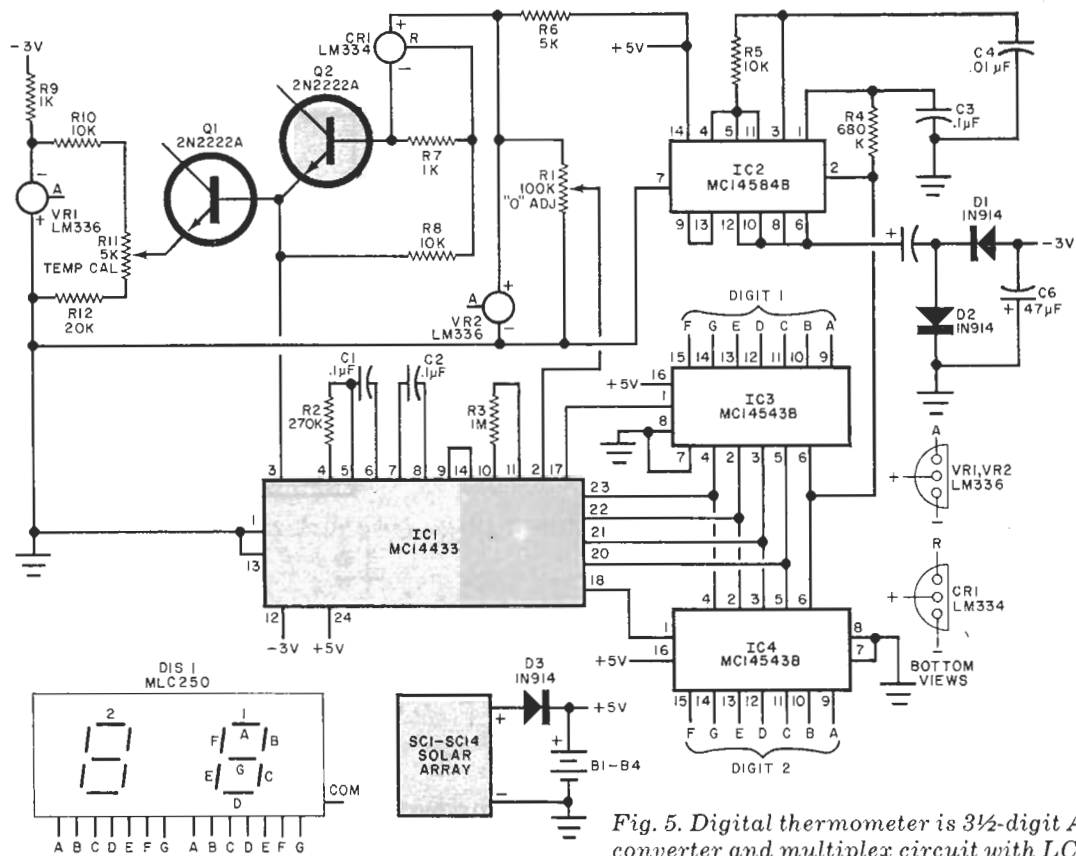 -3V
R9
1K
R10
10K
Q1
2N2222A
A
VR1
LM336
R11
5K
TEMP CAL
R12
20K
Q2
2N2222A
CR1
LM334
+
R
-
R7
1K
R8
10K
R6
5K
+5V
R1
100K
"0" ADJ
A
+
VR2
LM336
-
R5
10K
C4
.01µF
R4
680
K
C3
.1µF
14 4 5 11 3 1
7
IC2
MC14584B
2
9 13 12 10 8 6
+
D1
1N914
-3V
C6
47µF
+
D2
1N914
DIGIT 1
F G E D C B A
15 14 13 12 11 10 9
+5V
16
1
8
7
IC3
MC14543B
4 2 3 5 6
R2
270K
C1
.1µF
C2
.1µF
R3
1M
3 4 5 6 7 8 9 14 10 11 2 17
1
13
IC1
MC14433
23
22
21
20
18
12 24
-3V +5V
4 2 3 5 6
1
16
+5V
IC4
MC14543B
8
7
15 14 13 12 11 10 9
F G E D C B A
DIGIT 2
A
+
-
VR1,VR2
LM336
R
+
-
CR1
LM334
BOTTOM
VIEWS
DIS 1
MLC250
2 1
F A B
G
E C
D
COM
A B C D E F G A B C D E F G
SC1-SC14
SOLAR
ARRAY
+
-
D3
1N914
+5V
+
B1-B4
Fig. 5. Digital thermometer is 3½-digit A
converter and multiplex circuit with LC